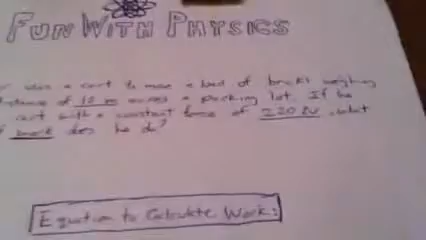 FUN WITH PHYSICS
uses a cart to move a load of bricks weighing
distance of 10 m across a parking lot. If he
cart with a constant force of 220 N, what
work does he do?
Equation to Calculate Work: